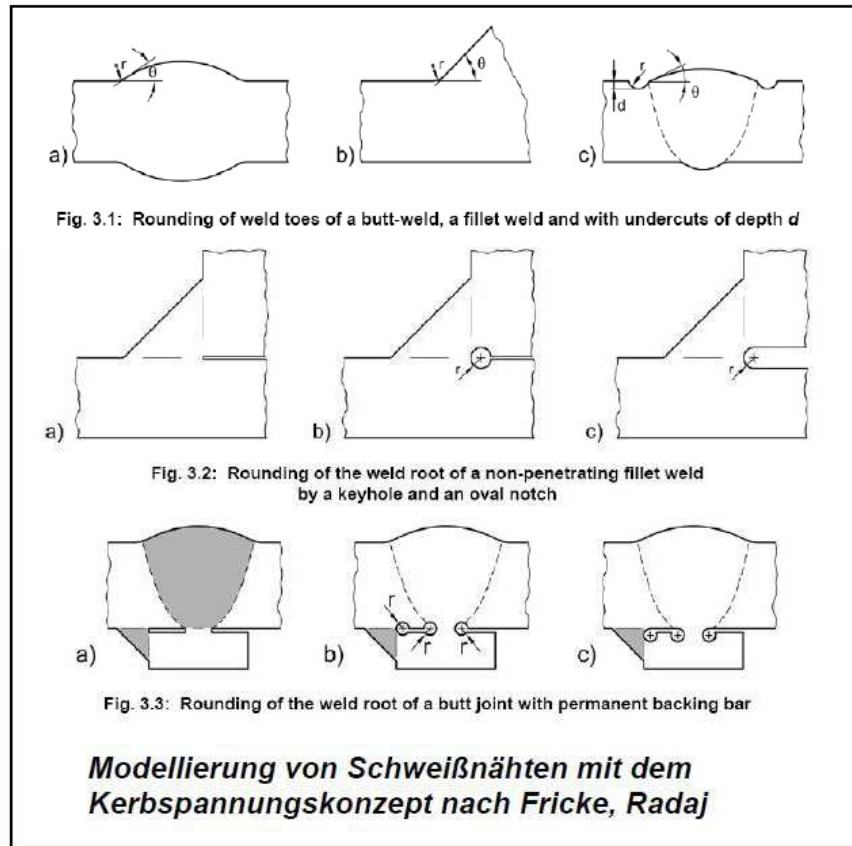 r θ
r θ
r d θ
a) b) c)
Fig. 3.1: Rounding of weld toes of a butt-weld, a fillet weld and with undercuts of depth d
r
r
a) b) c)
Fig. 3.2: Rounding of the weld root of a non-penetrating fillet weld
by a keyhole and an oval notch
r r r
a) b) c)
Fig. 3.3: Rounding of the weld root of a butt joint with permanent backing bar
Modellierung von Schweißnähten mit dem
Kerbspannungskonzept nach Fricke, Radaj